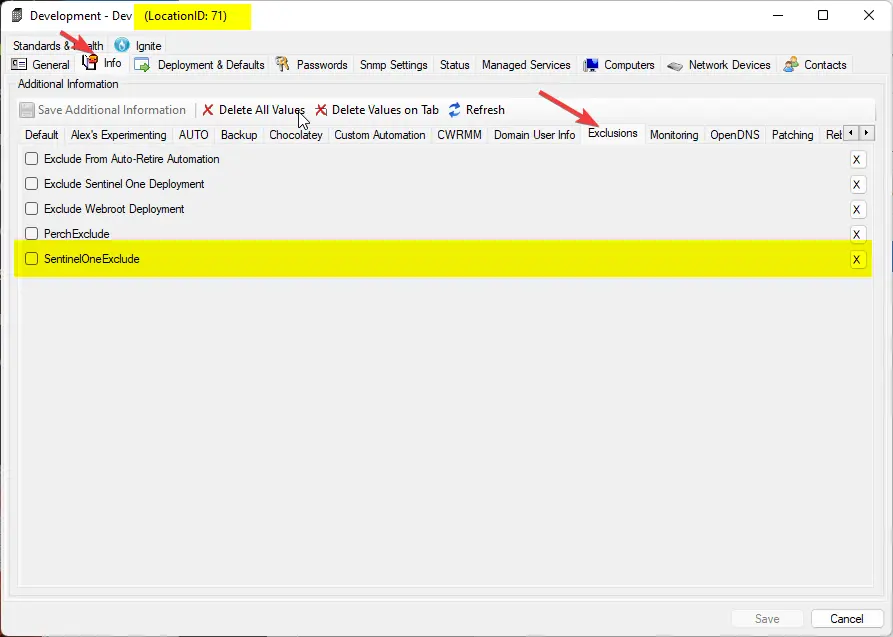 Development - Dev (LocationID: 71)
Standards & Health Ignite
General Info Deployment & Defaults Passwords Snmp Settings Status Managed Services Computers Network Devices Contacts
Additional Information
Save Additional Information Delete All Values Delete Values on Tab Refresh
Default Alex's Experimenting AUTO Backup Chocolatey Custom Automation CWRMM Domain User Info Exclusions Monitoring OpenDNS Patching
Exclude From Auto-Retire Automation X
Exclude Sentinel One Deployment X
Exclude Webroot Deployment X
PerchExclude X
SentinelOneExclude X
Save Cancel